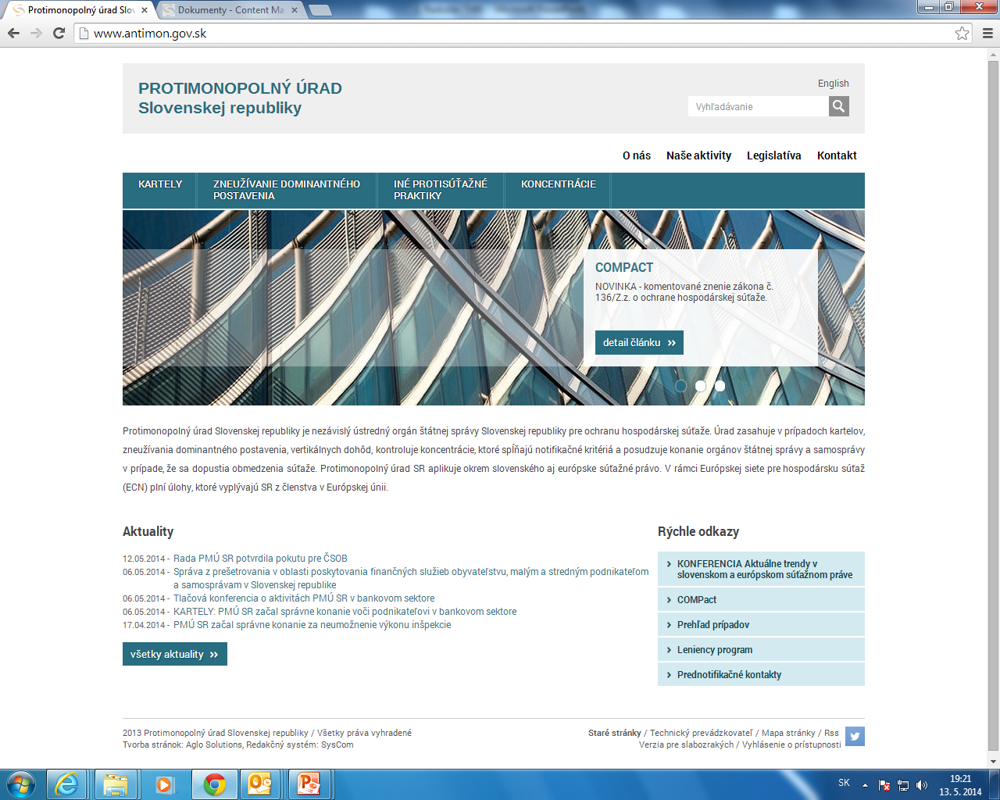 Protimonopolný úrad Slov
Dokumenty - Content Ma
www.antimon.gov.sk
PROTIMONOPOLNÝ ÚRAD
Slovenskej republiky
English
Vyhľadávanie
O nás Naše aktivity Legislatíva Kontakt
KARTELY
ZNEUŽÍVANIE DOMINANTNÉHO
POSTAVENIA
INÉ PROTISÚŤAŽNÉ
PRAKTIKY
KONCENTRÁCIE
COMPACT
NOVINKA - komentované znenie zákona č.
136/Z.z. o ochrane hospodárskej súťaže.
detail článku »
Protimonopolný úrad Slovenskej republiky je nezávislý ústredný orgán štátnej správy Slovenskej republiky pre ochranu hospodárskej súťaže. Úrad zasahuje v prípadoch kartelov,
zneužívania dominantného postavenia, vertikálnych dohôd, kontroluje koncentrácie, ktoré spĺňajú notifikačné kritériá a posudzuje konanie orgánov štátnej správy a samosprávy
v prípade, že sa dopustia obmedzenia súťaže. Protimonopolný úrad SR aplikuje okrem slovenského aj európske súťažné právo. V rámci Európskej siete pre hospodársku súťaž
(ECN) plní úlohy, ktoré vyplývajú SR z členstva v Európskej únii.
Aktuality
12.05.2014 - Rada PMÚ SR potvrdila pokutu pre ČSOB
06.05.2014 - Správa z prešetrovania v oblasti poskytovania finančných služieb obyvateľstvu, malým a stredným podnikateľom
a samosprávam v Slovenskej republike
06.05.2014 - Tlačová konferencia o aktivitách PMÚ SR v bankovom sektore
06.05.2014 - KARTELY: PMÚ SR začal správne konanie voči podnikateľovi v bankovom sektore
17.04.2014 - PMÚ SR začal správne konanie za neumožnenie výkonu inšpekcie
všetky aktuality »
Rýchle odkazy
KONFERENCIA Aktuálne trendy v
slovenskom a európskom súťažnom práve
COMPact
Prehľad prípadov
Leniency program
Prednotifikačné kontakty
2013 Protimonopolný úrad Slovenskej republiky / Všetky práva vyhradené
Tvorba stránok: Aglo Solutions, Redakčný systém: SysCom
Staré stránky / Technický prevádzkovateľ / Mapa stránky / Rss
Verzia pre slabozrakých / Vyhlásenie o prístupnosti
SK
19:21
13. 5. 2014